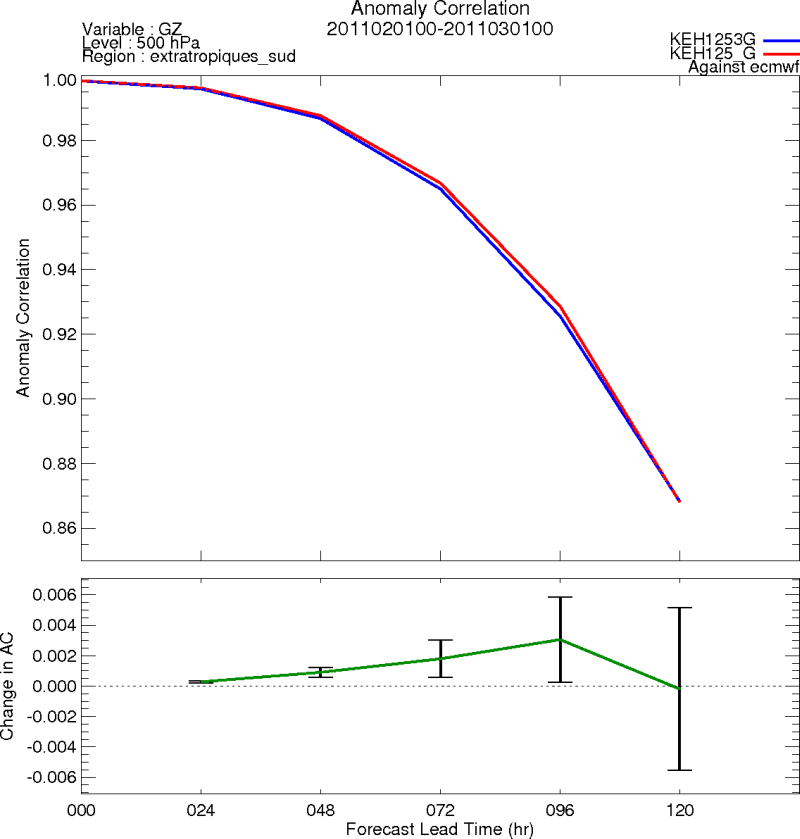 Anomaly Correlation
2011020100-2011030100
Variable : GZ
Level : 500 hPa
Region : extratropiques_sud
KEH1253G
KEH125_G
Against ecmwf
1.00
0.98
0.96
0.94
0.92
0.90
0.88
0.86
Anomaly Correlation
0.006
0.004
0.002
0.000
-0.002
-0.004
-0.006
Change in AC
000 024 048 072 096 120
Forecast Lead Time (hr)